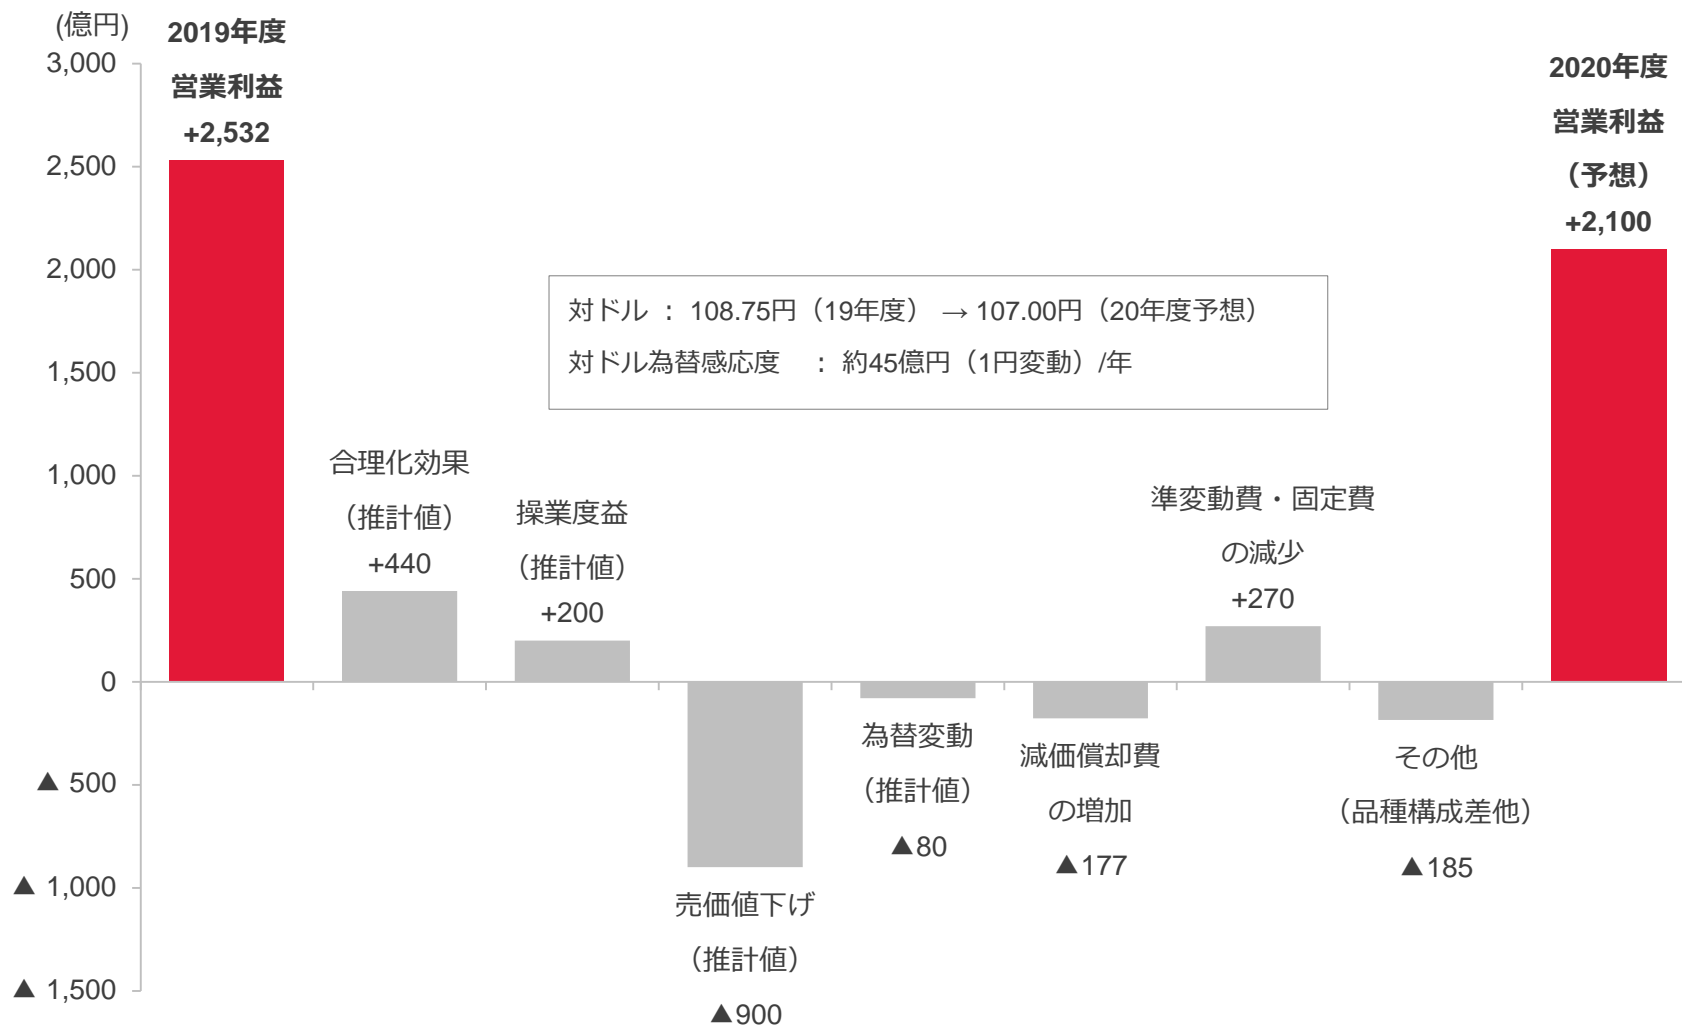 (億円)
3,000
2,500
2,000
1,500
1,000
500
0
▲ 500
▲ 1,000
▲ 1,500
2019年度
営業利益
+2,532
合理化効果
（推計値）
+440
操業度益
（推計値）
+200
売価値下げ
（推計値）
▲900
為替変動
（推計値）
▲80
減価償却費
の増加
▲177
準変動費・固定費
の減少
+270
その他
（品種構成差他）
▲185
2020年度
営業利益
（予想）
+2,100
対ドル ： 108.75円（19年度） → 107.00円（20年度予想）
対ドル為替感応度 ： 約45億円（1円変動）/年